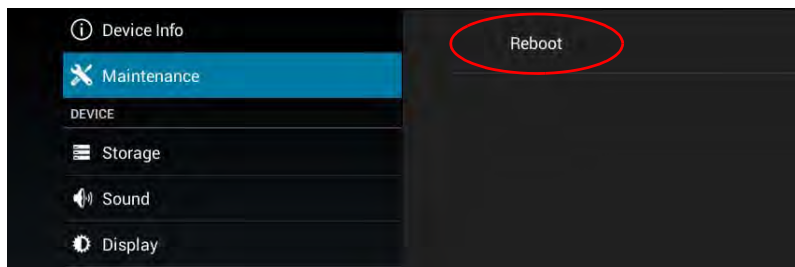 Device Info
Maintenance
DEVICE
Storage
Sound
Display
Reboot